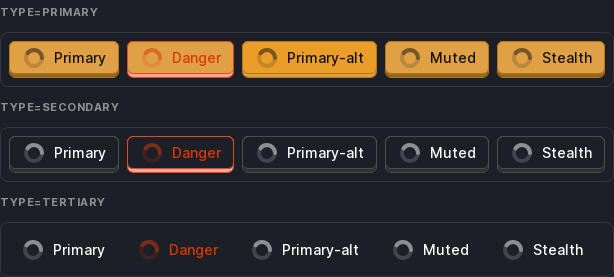 TYPE=PRIMARY
Primary Danger Primary-alt Muted Stealth
TYPE=SECONDARY
Primary Danger Primary-alt Muted Stealth
TYPE=TERTIARY
Primary Danger Primary-alt Muted Stealth